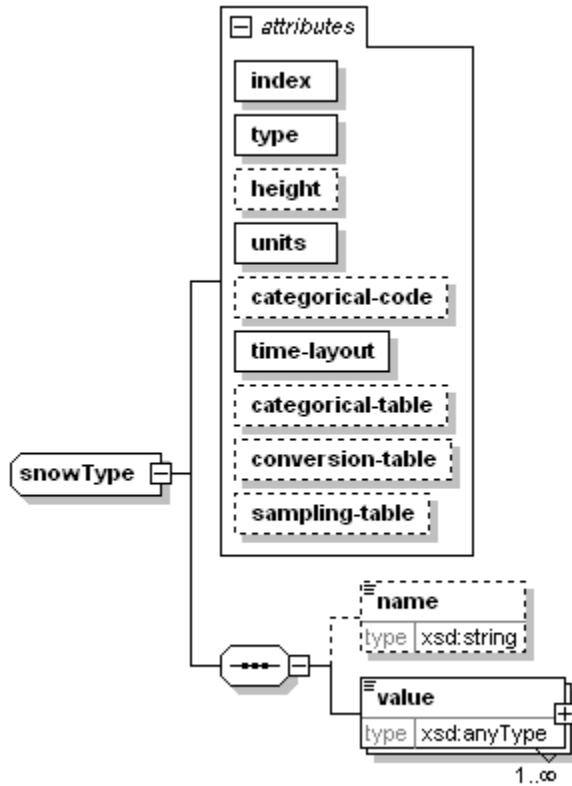 attributes
index
type
height
units
categorical-code
time-layout
categorical-table
conversion-table
sampling-table
snowType
name
type xsd:string
value
type xsd:anyType
1..∞